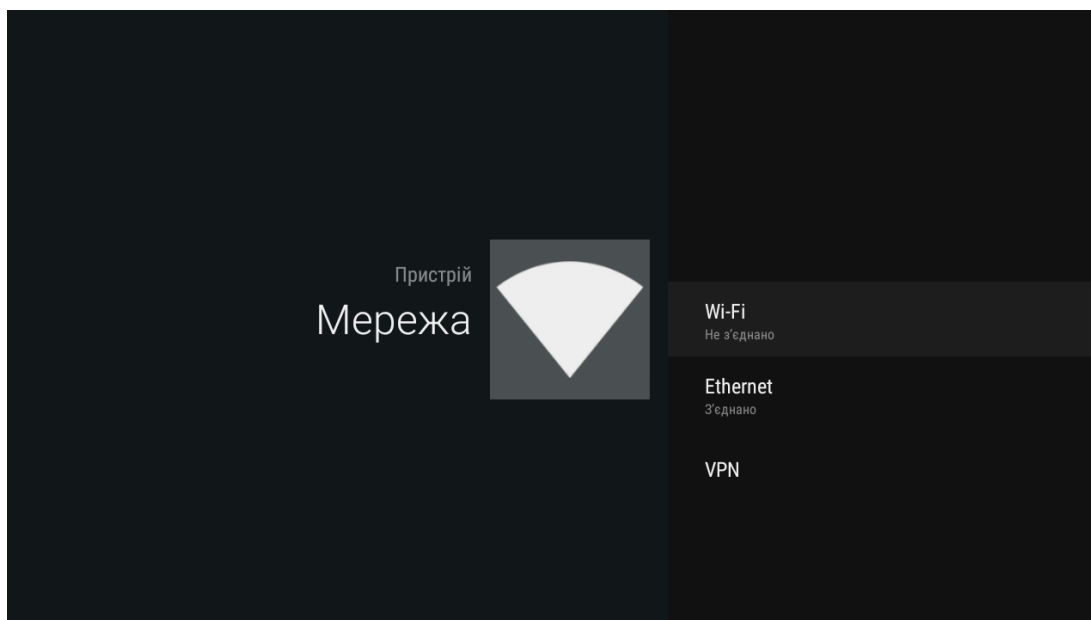 Пристрій
Мережа
Wi-Fi
Не з'єднано
Ethernet
З'єднано
VPN